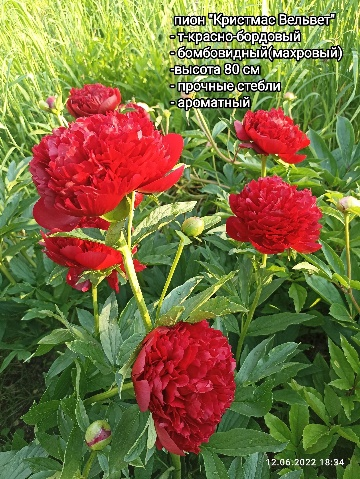 пион "Кристмас Вельвет"
- т-красно-бордовый
- бомбовидный(махровый)
-высота 80 см
- прочные стебли
- ароматный
12.06.2022 18:34